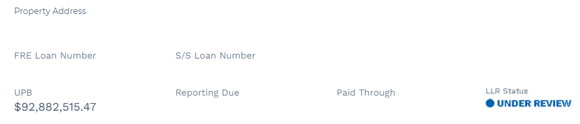 Property Address
FRE Loan Number S/S Loan Number
UPB Reporting Due Paid Through LLR Status
$92,882,515.47 UNDER REVIEW